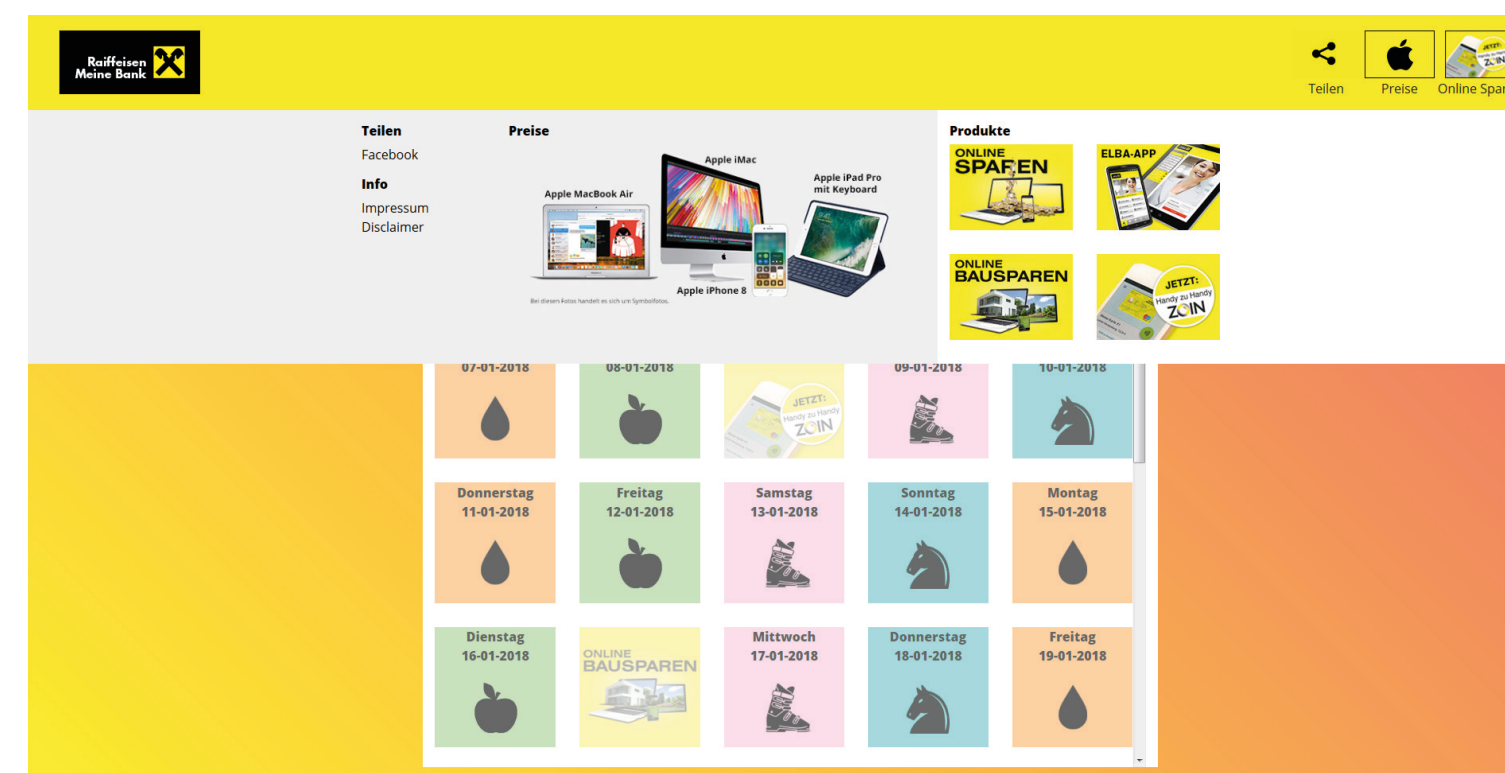 Raiffeisen
Meine Bank
Teilen
Preise
Online Spar
JETZT:
ZOIN
Teilen
Facebook
Info
Impressum
Disclaimer
Preise
Apple iMac
Apple iPad Pro
mit Keyboard
Apple MacBook Air
Apple iPhone 8
Bei diesen Fotos handelt es sich um Symbolfotos.
Produkte
ONLINE
SPAREN
ELBA-APP
ONLINE
BAUSPAREN
JETZT:
Handy zu Handy
ZOIN
07-01-2018
08-01-2018
JETZT:
Handy zu Handy
ZOIN
09-01-2018
10-01-2018
Donnerstag
11-01-2018
Freitag
12-01-2018
Samstag
13-01-2018
Sonntag
14-01-2018
Montag
15-01-2018
Dienstag
16-01-2018
ONLINE
BAUSPAREN
Mittwoch
17-01-2018
Donnerstag
18-01-2018
Freitag
19-01-2018